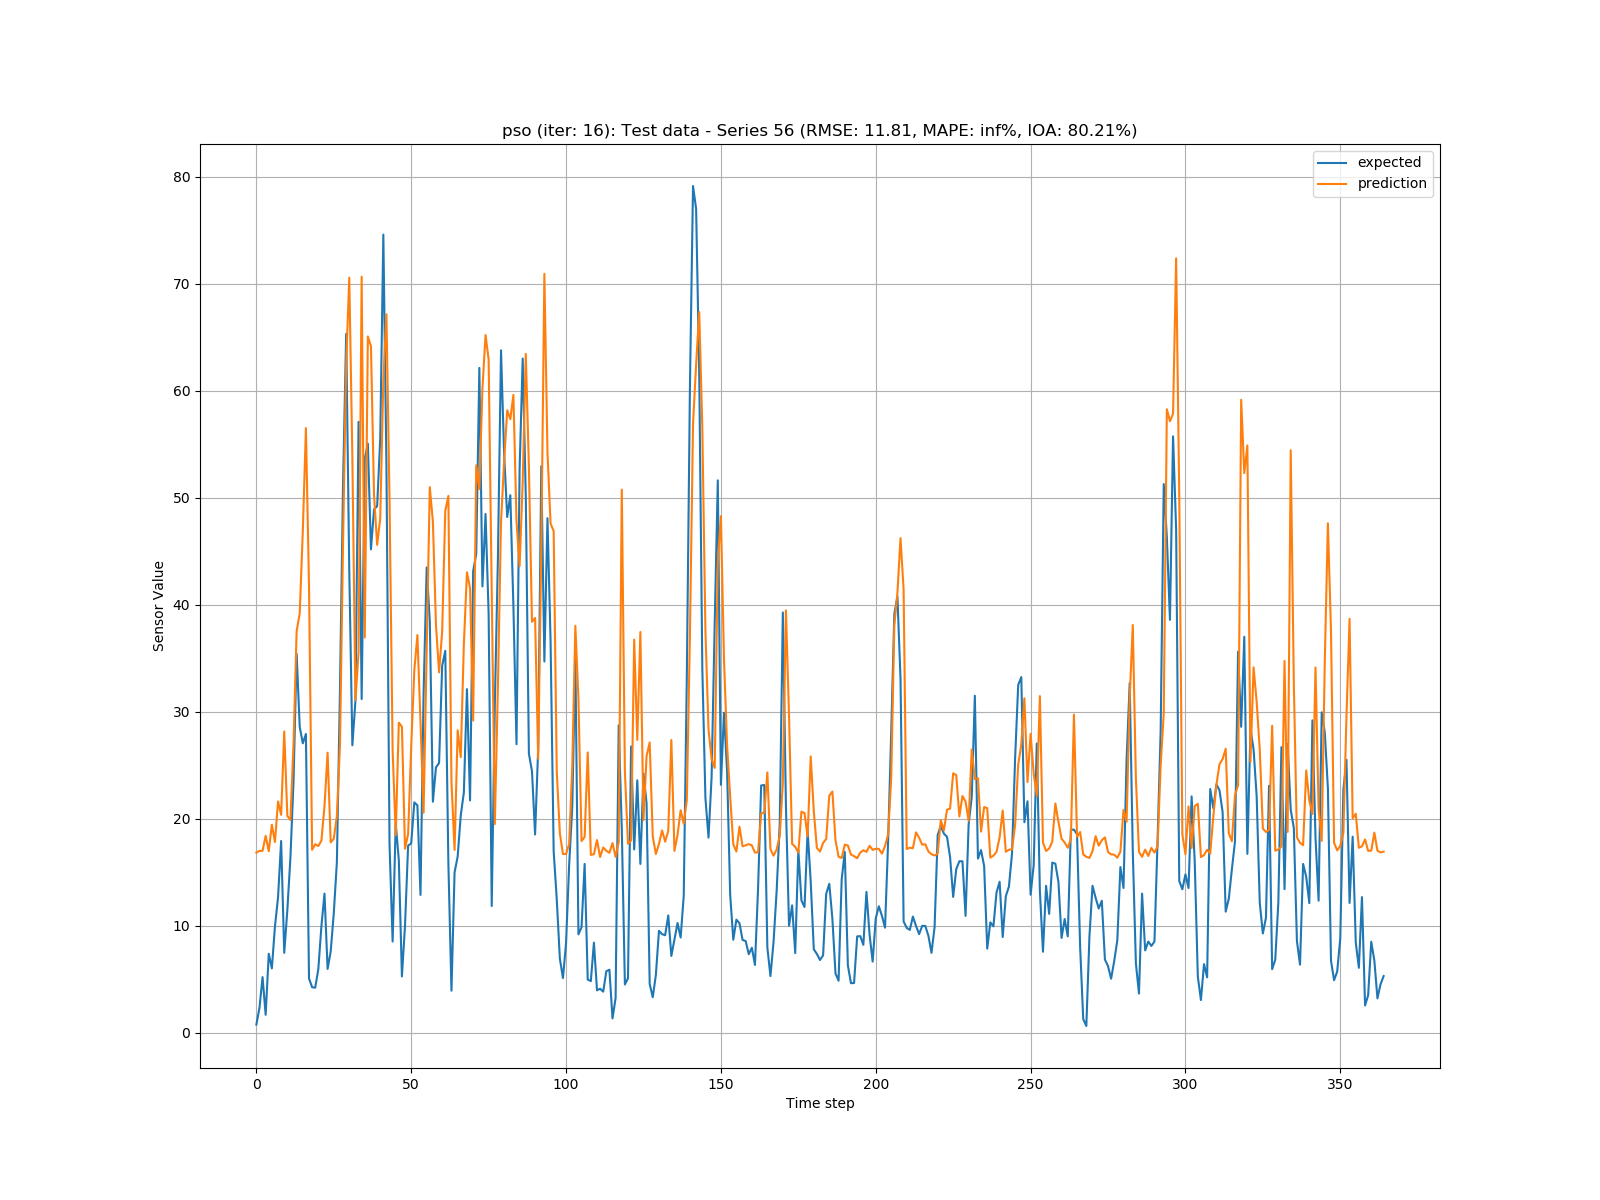 pso (iter: 16): Test data - Series 56 (RMSE: 11.81, MAPE: inf%, IOA: 80.21%)
expected
prediction
80
70
60
50
40
30
20
10
0
Sensor Value
0 50 100 150 200 250 300 350
Time step